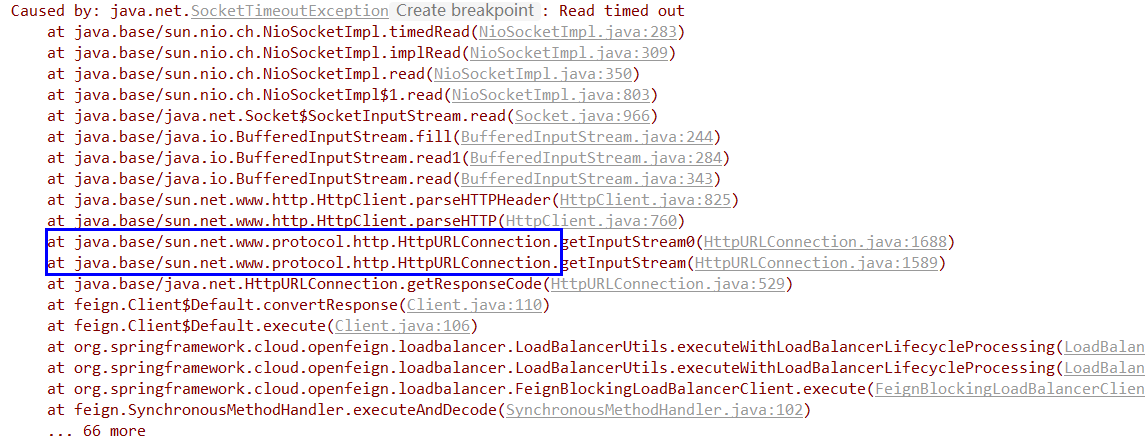 Caused by: java.net.SocketTimeoutException Create breakpoint : Read timed out
at java.base/sun.nio.ch.NioSocketImpl.timedRead(NioSocketImpl.java:283)
at java.base/sun.nio.ch.NioSocketImpl.implRead(NioSocketImpl.java:309)
at java.base/sun.nio.ch.NioSocketImpl.read(NioSocketImpl.java:350)
at java.base/sun.nio.ch.NioSocketImpl$1.read(NioSocketImpl.java:803)
at java.base/java.net.Socket$SocketInputStream.read(Socket.java:966)
at java.base/java.io.BufferedInputStream.fill(BufferedInputStream.java:244)
at java.base/java.io.BufferedInputStream.read1(BufferedInputStream.java:284)
at java.base/java.io.BufferedInputStream.read(BufferedInputStream.java:343)
at java.base/sun.net.www.http.HttpClient.parseHTTPHeader(HttpClient.java:825)
at java.base/sun.net.www.http.HttpClient.parseHTTP(HttpClient.java:760)
at java.base/sun.net.www.protocol.http.HttpURLConnection.getInputStream0(HttpURLConnection.java:1688)
at java.base/sun.net.www.protocol.http.HttpURLConnection.getInputStream(HttpURLConnection.java:1589)
at java.base/java.net.HttpURLConnection.getResponseCode(HttpURLConnection.java:529)
at feign.Client$Default.convertResponse(Client.java:110)
at feign.Client$Default.execute(Client.java:106)
at org.springframework.cloud.openfeign.loadbalancer.LoadBalancerUtils.executeWithLoadBalancerLifecycleProcessing(LoadBalan
at org.springframework.cloud.openfeign.loadbalancer.LoadBalancerUtils.executeWithLoadBalancerLifecycleProcessing(LoadBalan
at org.springframework.cloud.openfeign.loadbalancer.FeignBlockingLoadBalancerClient.execute(FeignBlockingLoadBalancerClien
at feign.SynchronousMethodHandler.executeAndDecode(SynchronousMethodHandler.java:102)
... 66 more